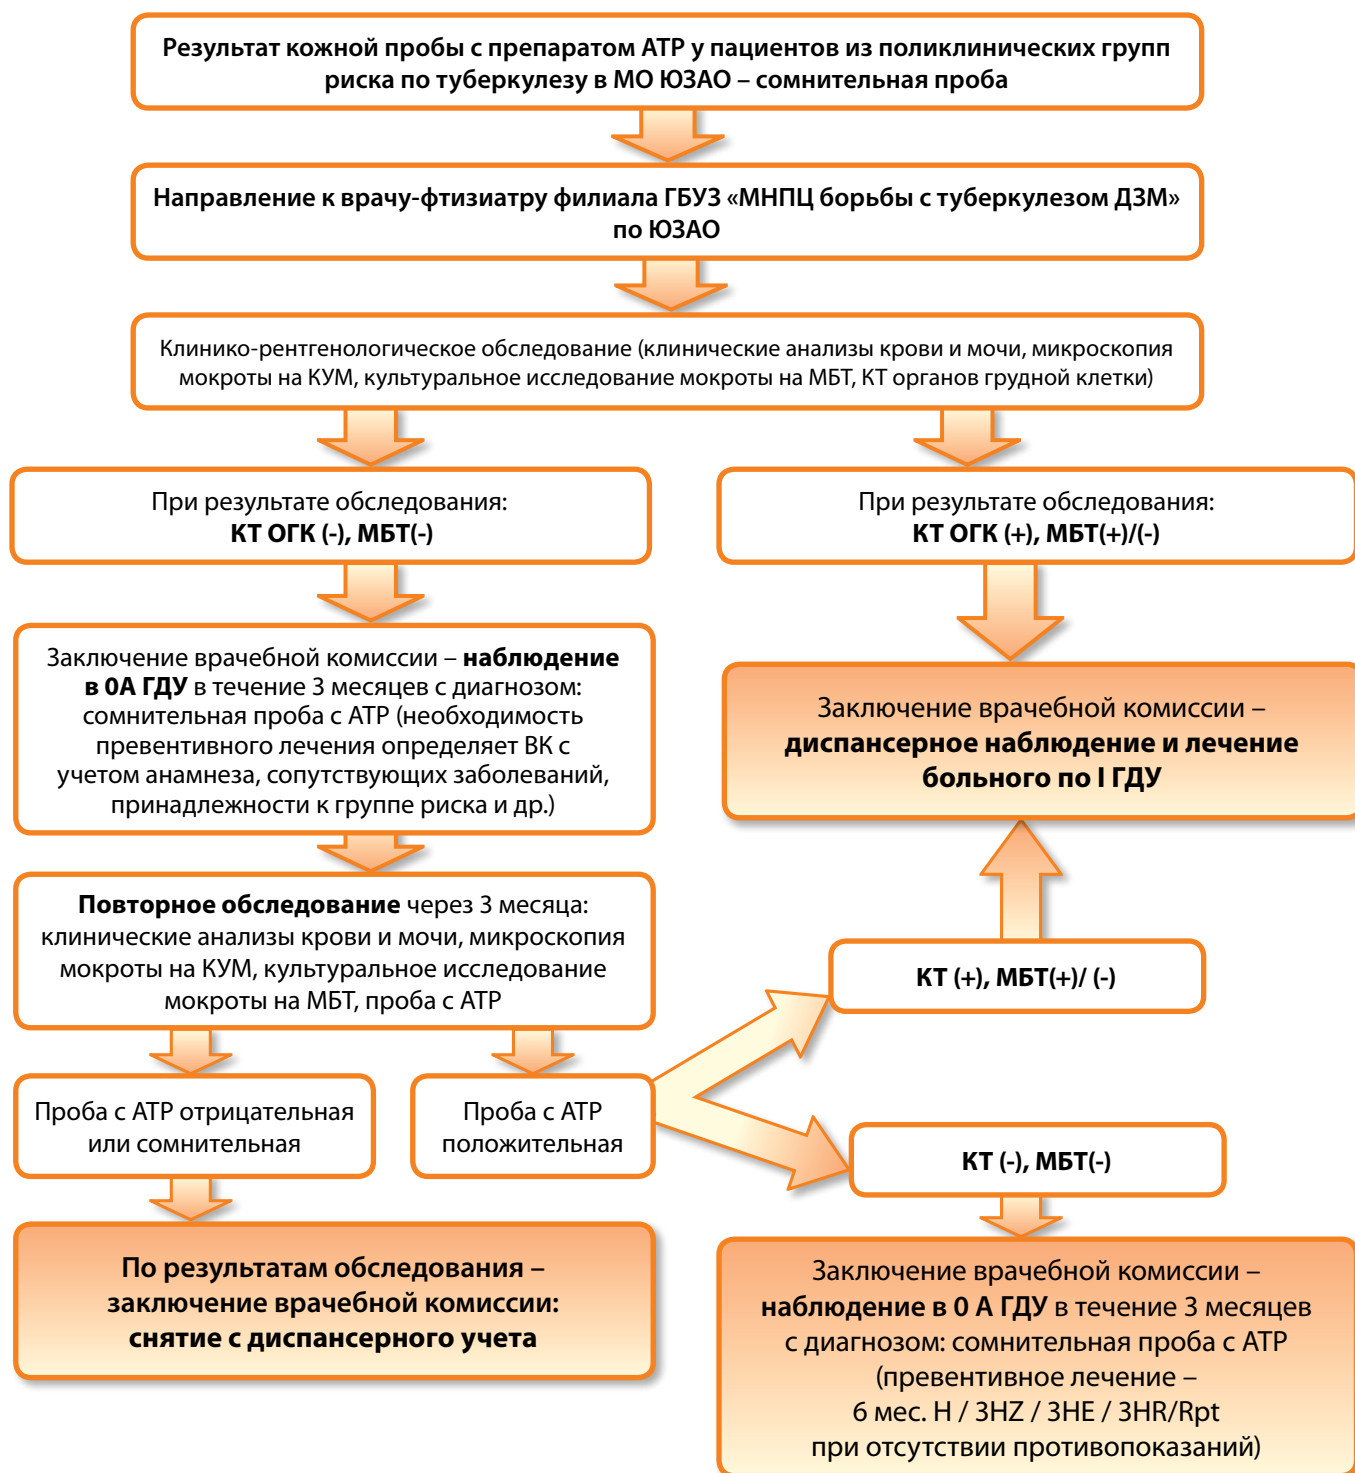 Результат кожной пробы с препаратом АТР у пациентов из поликлинических групп
риска по туберкулезу в МО ЮЗАО – сомнительная проба
Направление к врачу-фтизиатру филиала ГБУЗ «МНПЦ борьбы с туберкулезом ДЗМ»
по ЮЗАО
Клинико-рентгенологическое обследование (клинические анализы крови и мочи, микроскопия
мокроты на КУМ, культуральное исследование мокроты на МБТ, КТ органов грудной клетки)
При результате обследования:
КТ ОГК (-), МБТ(-)
При результате обследования:
КТ ОГК (+), МБТ(+)/(-)
Заключение врачебной комиссии – наблюдение
в 0А ГДУ в течение 3 месяцев с диагнозом:
сомнительная проба с АТР (необходимость
превентивного лечения определяет ВК с
учетом анамнеза, сопутствующих заболеваний,
принадлежности к группе риска и др.)
Заключение врачебной комиссии –
диспансерное наблюдение и лечение
больного по I ГДУ
Повторное обследование через 3 месяца:
клинические анализы крови и мочи, микроскопия
мокроты на КУМ, культуральное исследование
мокроты на МБТ, проба с АТР
КТ (+), МБТ(+)/ (-)
Проба с АТР отрицательная
или сомнительная
Проба с АТР
положительная
КТ (-), МБТ(-)
По результатам обследования –
заключение врачебной комиссии:
снятие с диспансерного учета
Заключение врачебной комиссии –
наблюдение в 0 А ГДУ в течение 3 месяцев
с диагнозом: сомнительная проба с АТР
(превентивное лечение –
6 мес. H / 3HZ / 3HE / 3HR/Rpt
при отсутствии противопоказаний)